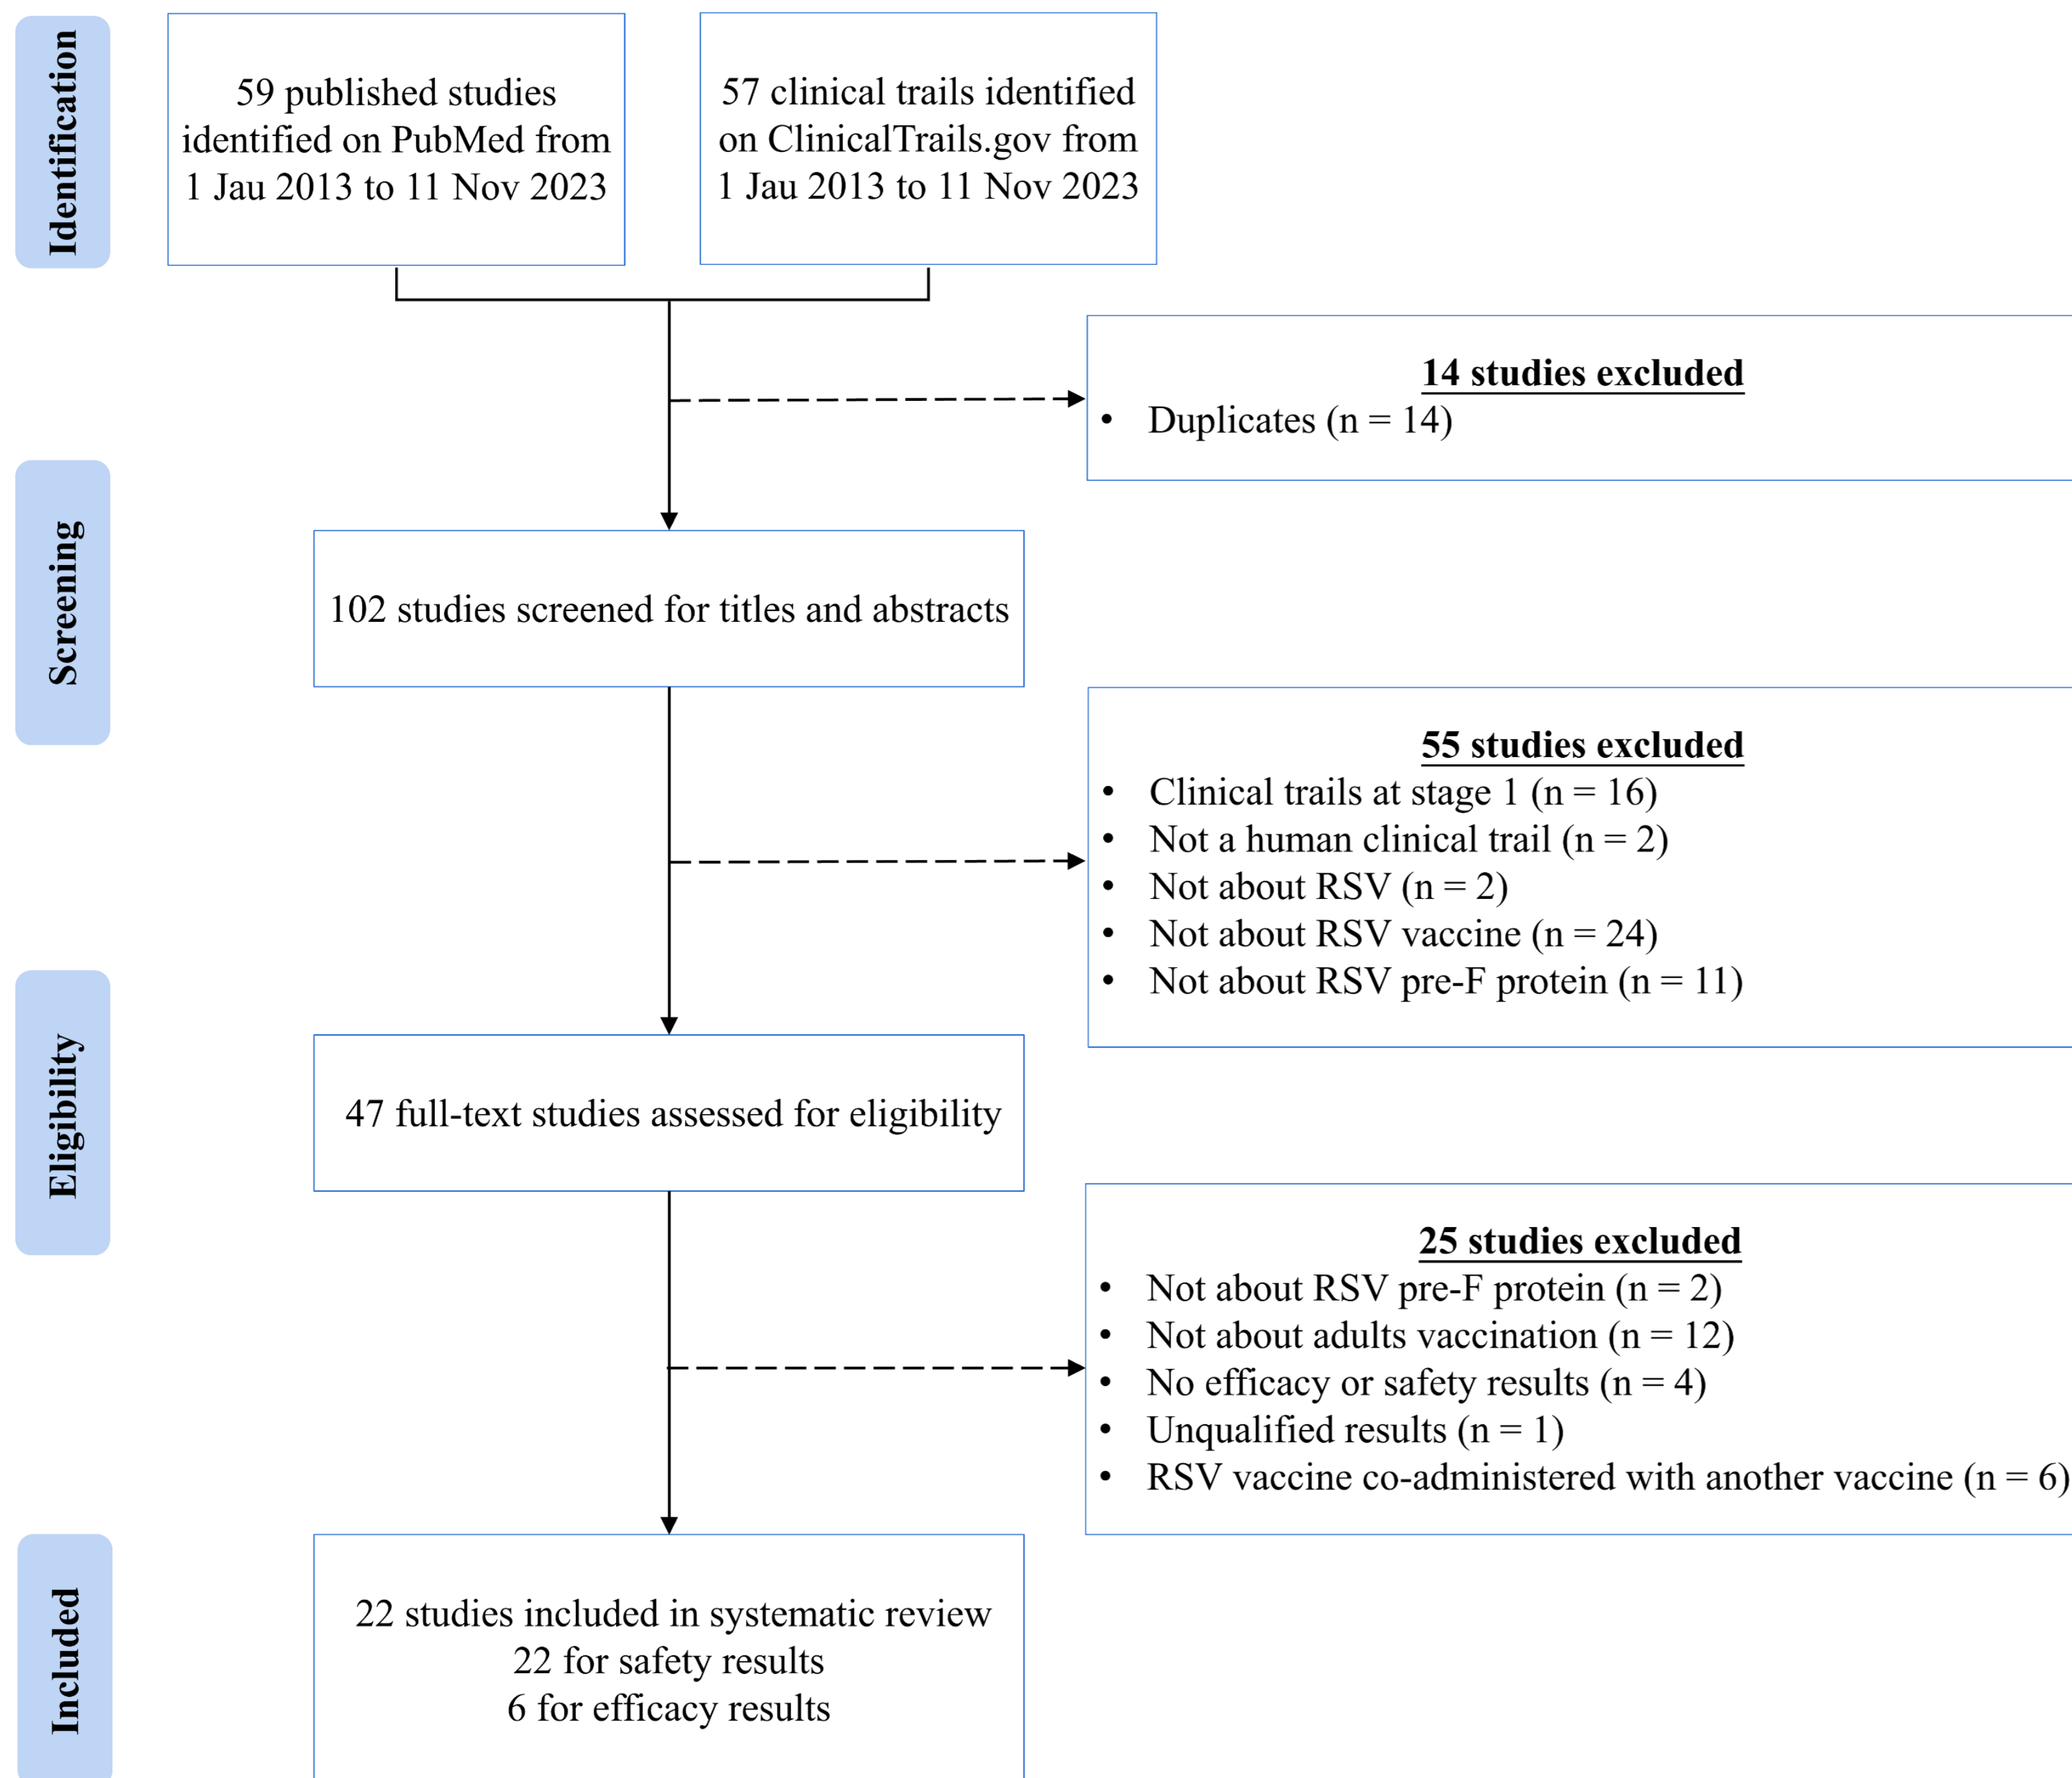 Identification
59 published studies
identified on PubMed from
1 Jau 2013 to 11 Nov 2023
57 clinical trails identified
on ClinicalTrails.gov from
1 Jau 2013 to 11 Nov 2023
14 studies excluded
• Duplicates (n = 14)
Screening
102 studies screened for titles and abstracts
55 studies excluded
• Clinical trails at stage 1 (n = 16)
• Not a human clinical trail (n = 2)
• Not about RSV (n = 2)
• Not about RSV vaccine (n = 24)
• Not about RSV pre-F protein (n = 11)
Eligibility
47 full-text studies assessed for eligibility
25 studies excluded
• Not about RSV pre-F protein (n = 2)
• Not about adults vaccination (n = 12)
• No efficacy or safety results (n = 4)
• Unqualified results (n = 1)
• RSV vaccine co-administered with another vaccine (n = 6)
Included
22 studies included in systematic review
22 for safety results
6 for efficacy results